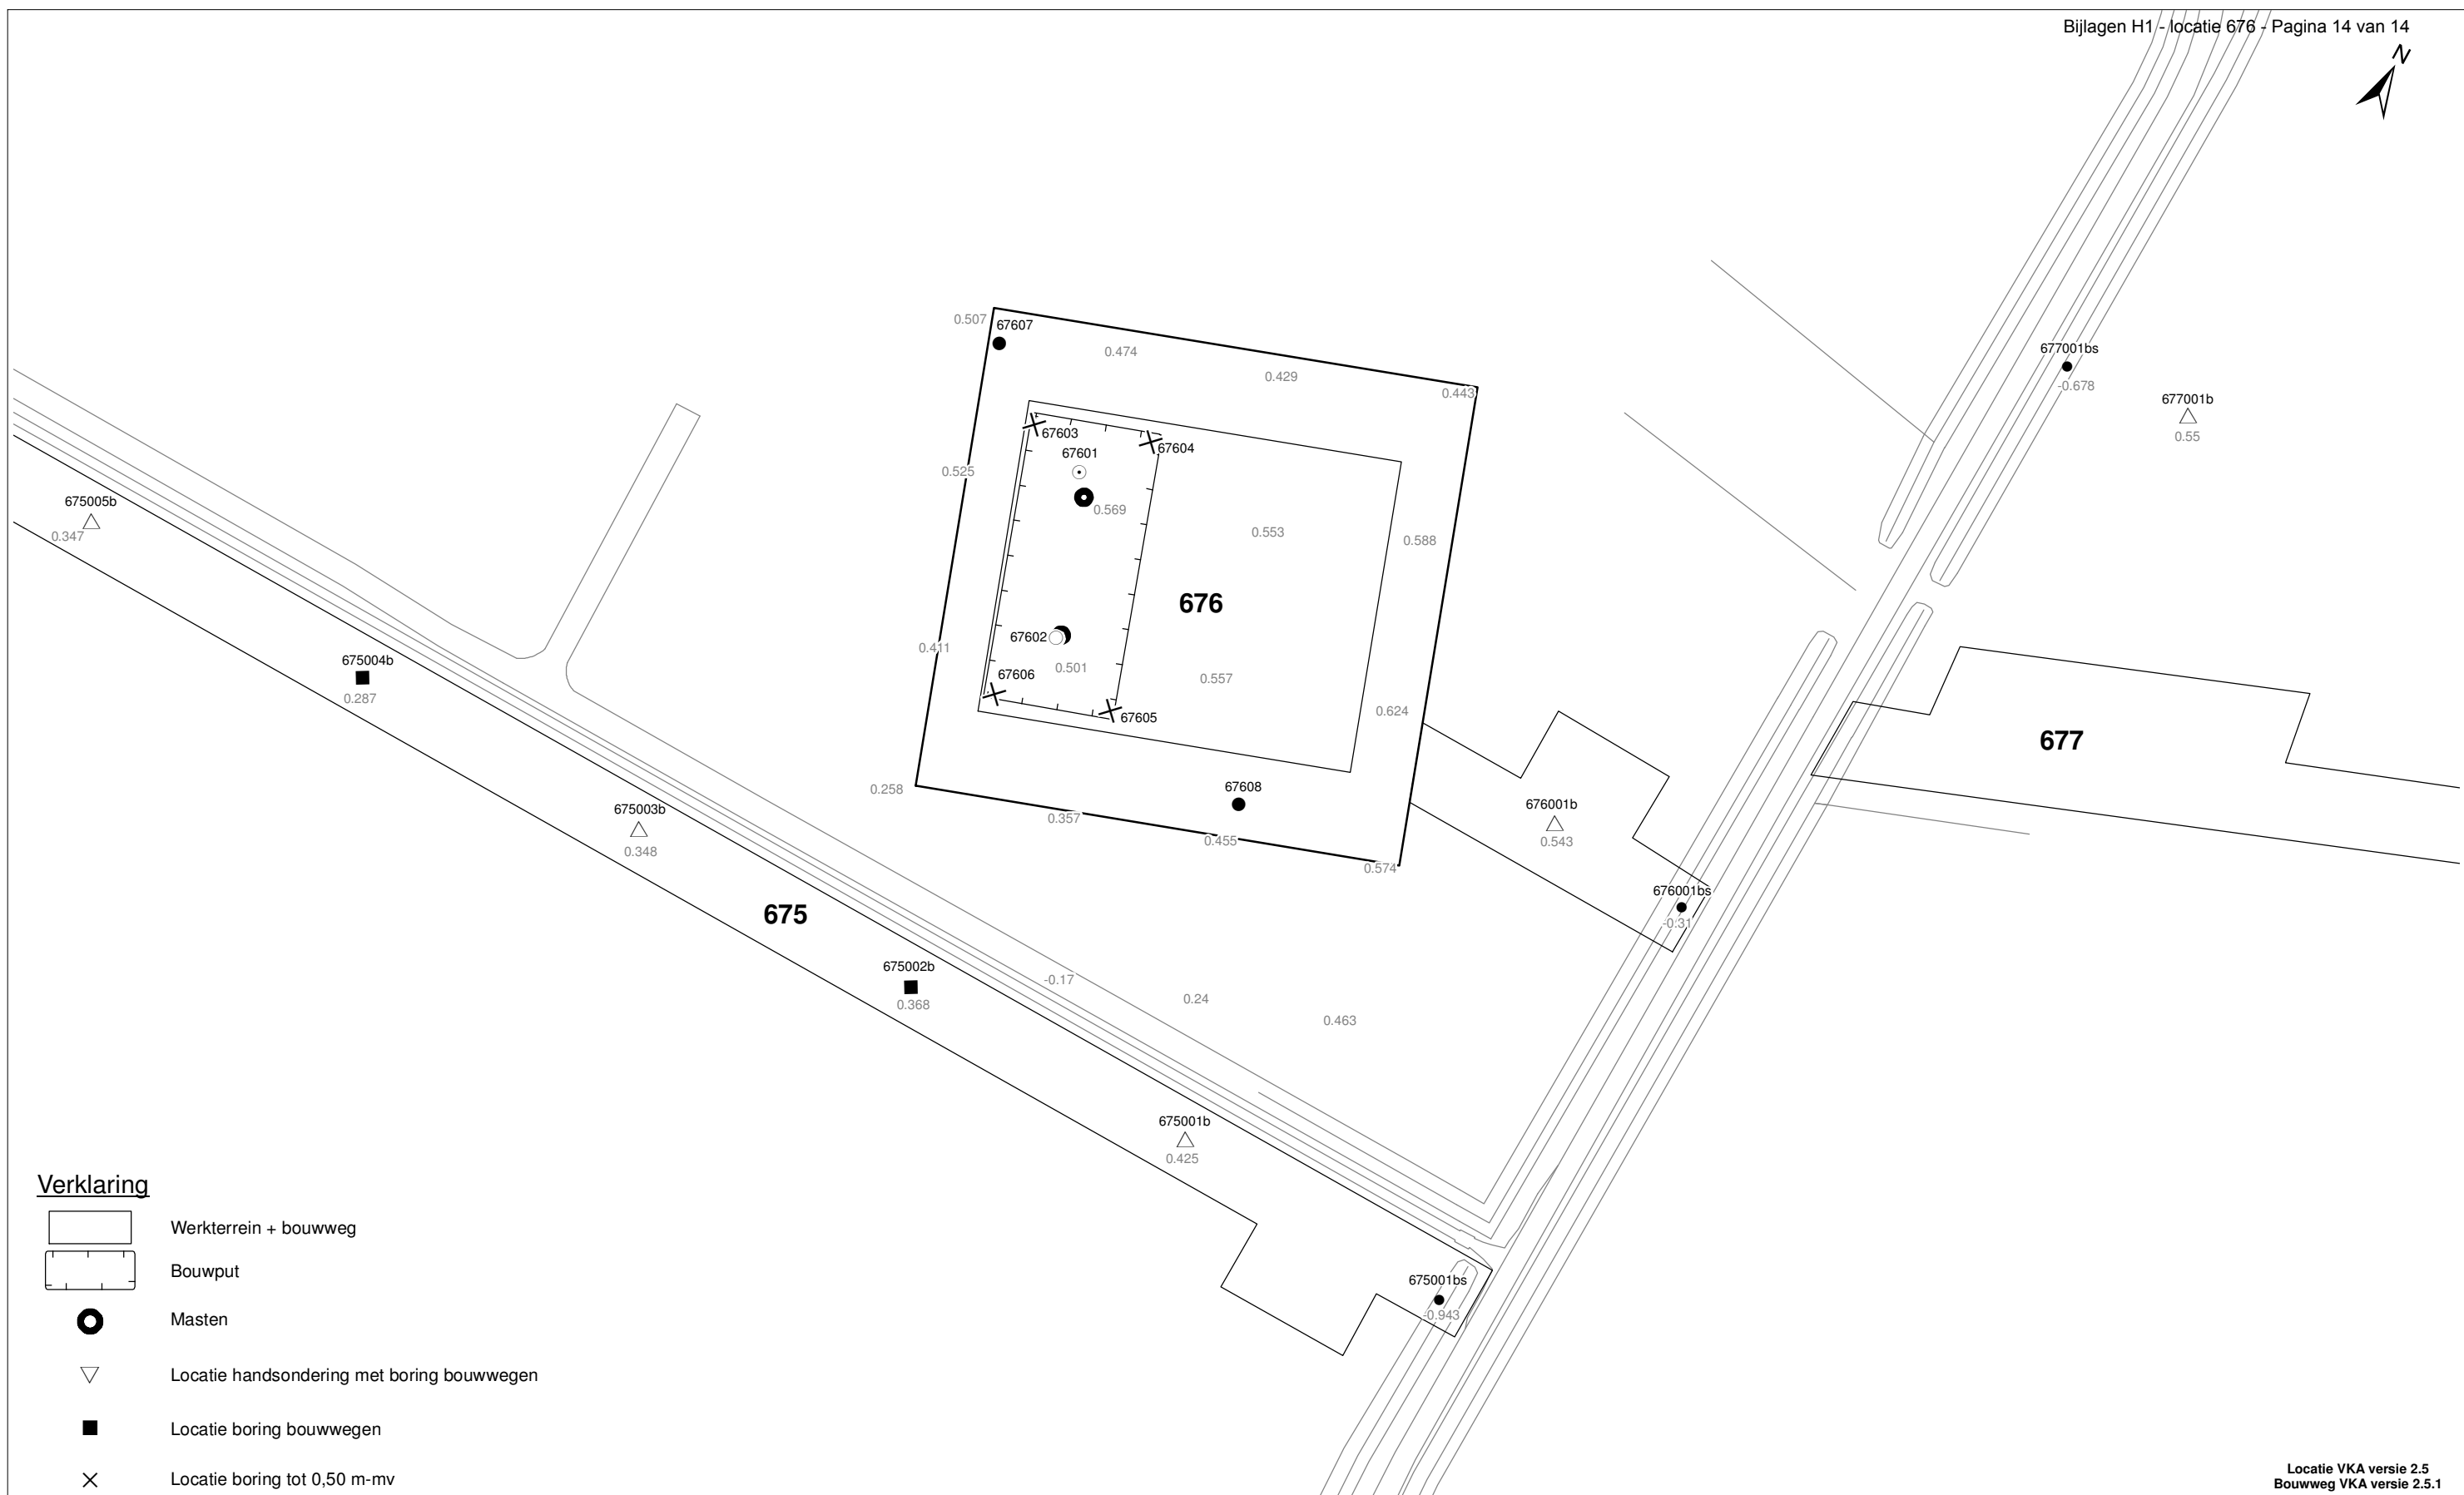 Bijlagen H1 - locatie 676 - Pagina 14 van 14
N
0.507
67607
0.474
0.429
0.443
677001bs
-0.678
677001b
0.55
67603
67604
67601
0.525
0.569
675005b
0.347
0.553
0.588
676
67602
0.411
0.501
675004b
0.287
67606
0.557
67605
0.624
677
0.258
67608
676001b
675003b
0.357
0.455
0.543
0.348
0.574
676001bs
-0.31
675
675002b
-0.17
0.368
0.24
0.463
675001b
0.425
675001bs
-0.943
Verklaring
Werkterrein + bouwweg
Bouwput
Masten
Locatie handsondering met boring bouwwegen
Locatie boring bouwwegen
Locatie boring tot 0,50 m-mv
Locatie VKA versie 2.5
Bouwweg VKA versie 2.5.1